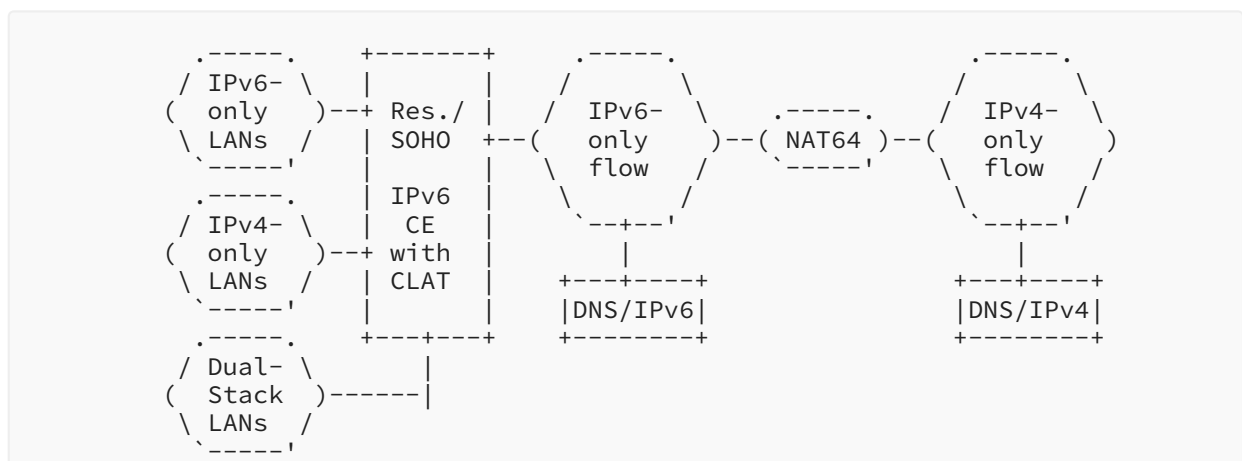 IPv6-
only Res./ IPv6- IPv4-
LANs SOHO only NAT64 only
flow flow
IPv6
IPv4- CE
only with
LANs CLAT
DNS/IPv6 DNS/IPv4
Dual-
Stack
LANs